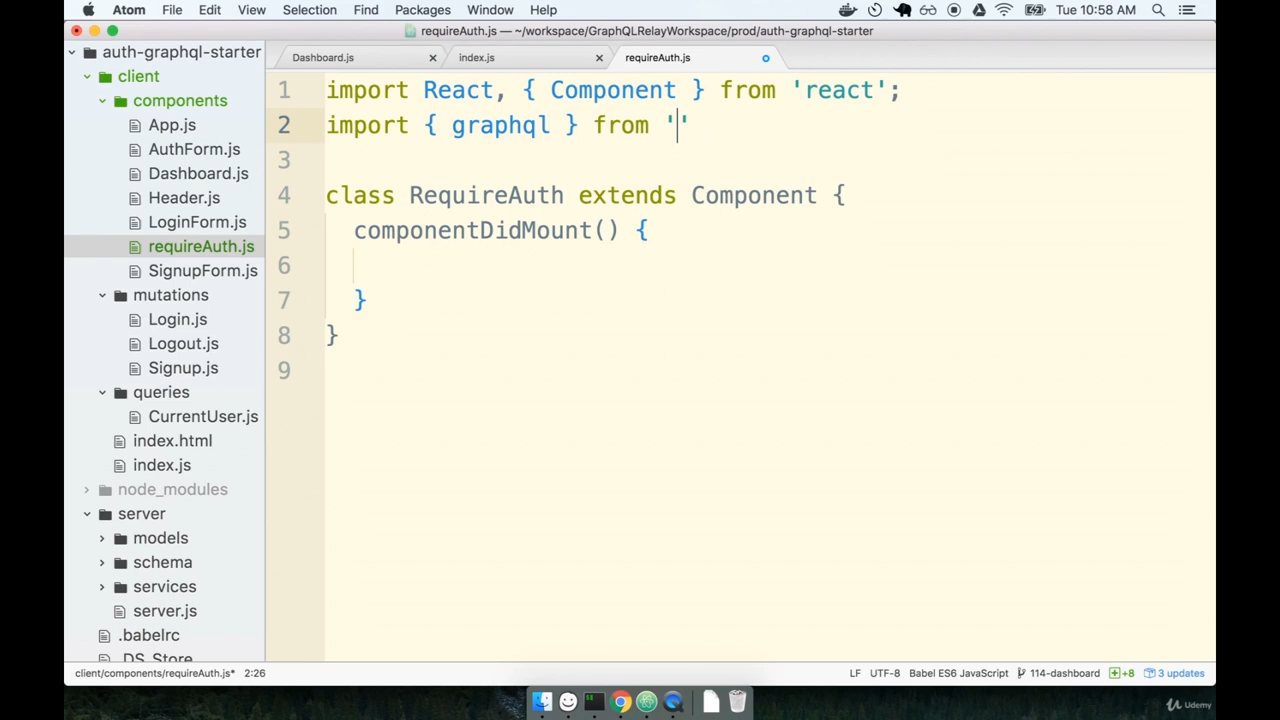 Atom File Edit View Selection Find Packages Window Help Tue 10:58 AM
requireAuth.js — ~/workspace/GraphQLRelayWorkspace/prod/auth-graphql-starter
auth-graphql-starter
client
components
App.js
AuthForm.js
Dashboard.js
Header.js
LoginForm.js
requireAuth.js
SignupForm.js
mutations
Login.js
Logout.js
Signup.js
queries
CurrentUser.js
index.html
index.js
node_modules
server
models
schema
services
server.js
.babelrc
.DS_Store
Dashboard.js index.js requireAuth.js
1 import React, { Component } from 'react';
2 import { graphql } from ''
3
4 class RequireAuth extends Component {
5 componentDidMount() {
6
7 }
8 }
9
client/components/requireAuth.js* 2:26 LF UTF-8 Babel ES6 JavaScript 114-dashboard +8 3 updates
Udemy